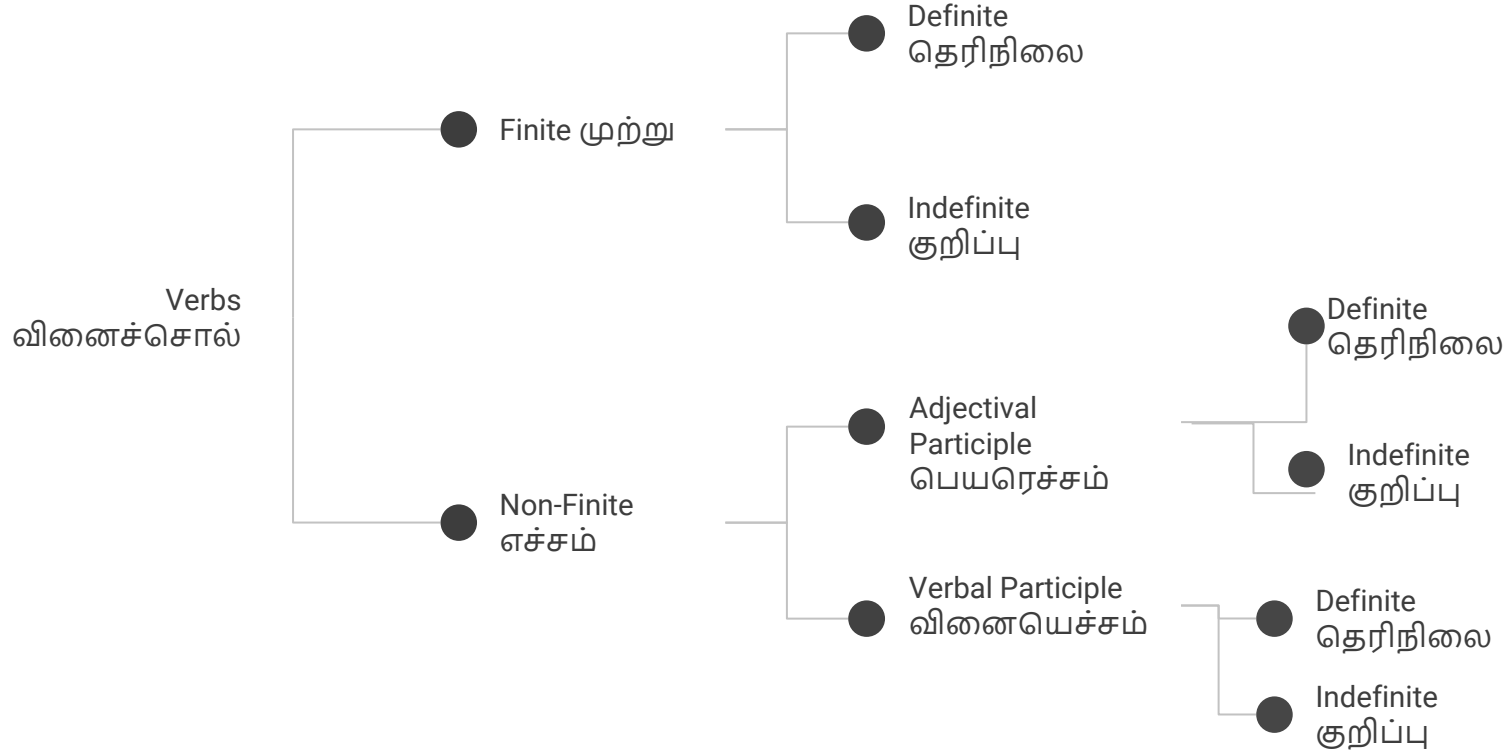 Verbs
வினைச்சொல்
Finite முற்று
Definite
தெரிநிலை
Indefinite
குறிப்பு
Non-Finite
எச்சம்
Adjectival
Participle
பெயரெச்சம்
Definite
தெரிநிலை
Indefinite
குறிப்பு
Verbal Participle
வினையெச்சம்
Definite
தெரிநிலை
Indefinite
குறிப்பு